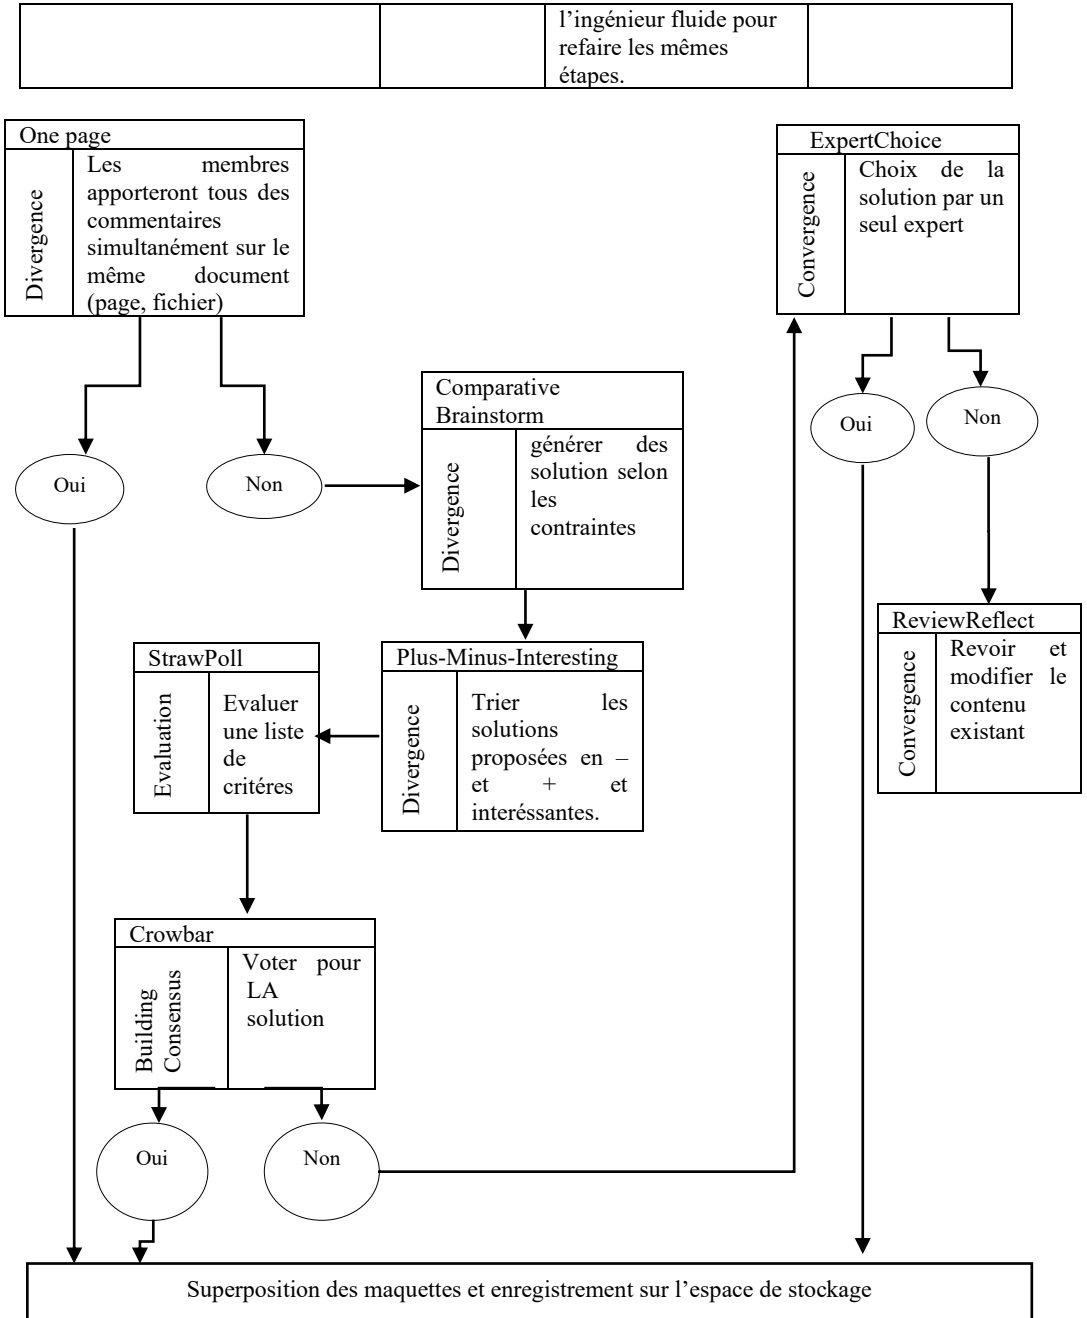 l’ingénieur fluide pour
refaire les mêmes
étapes.
One page
Divergence
Les membres
apporteront tous des
commentaires
simultanément sur le
même document
(page, fichier)
Oui
Non
Comparative
Brainstorm
Divergence
générer des
solution selon
les
contraintes
Plus-Minus-Interesting
Divergence
Trier les
solutions
proposées en –
et + et
interéssantes.
StrawPoll
Evaluation
Evaluer
une liste
de
critéres
Crowbar
Building
Consensus
Voter pour
LA
solution
Oui
Non
ExpertChoice
Convergence
Choix de la
solution par un
seul expert
Oui
Non
ReviewReflect
Convergence
Revoir et
modifier le
contenu
existant
Superposition des maquettes et enregistrement sur l’espace de stockage